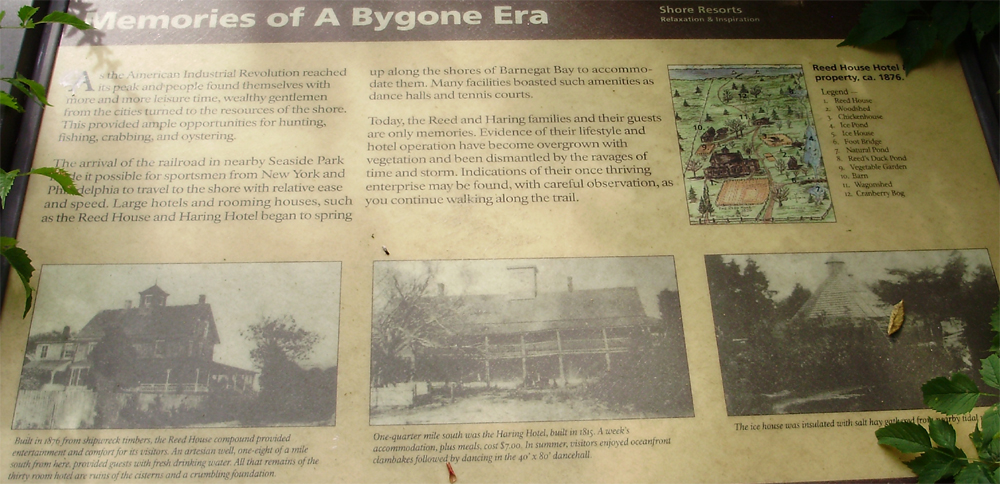 Memories of A Bygone Era
Shore Resorts
Relaxation & Inspiration
As the American Industrial Revolution reached
its peak and people found themselves with
more and more leisure time, wealthy gentlemen
from the cities turned to the resources of the shore.
This provided ample opportunities for hunting,
fishing, crabbing, and oystering.
The arrival of the railroad in nearby Seaside Park
it possible for sportsmen from New York and
Philadelphia to travel to the shore with relative ease
and speed. Large hotels and rooming houses, such
as the Reed House and Haring Hotel began to spring
up along the shores of Barnegat Bay to accommo-
date them. Many facilities boasted such amenities as
dance halls and tennis courts.
Today, the Reed and Haring families and their guests
are only memories. Evidence of their lifestyle and
hotel operation have become overgrown with
vegetation and been dismantled by the ravages of
time and storm. Indications of their once thriving
enterprise may be found, with careful observation, as
you continue walking along the trail.
Reed House Hotel
property, ca. 1876.
Legend —
1. Reed House
2. Woodshed
3. Chickenhouse
4. Ice Pond
5. Ice House
6. Foot Bridge
7. Natural Pond
8. Reed's Duck Pond
9. Vegetable Garden
10. Barn
11. Wagonshed
12. Cranberry Bog
Built in 1876 from shipwreck timbers, the Reed House compound provided
entertainment and comfort for its visitors. An artesian well, one-eight of a mile
south from here, provided guests with fresh drinking water. All that remains of the
thirty room hotel are ruins of the cisterns and a crumbling foundation.
One-quarter mile south was the Haring Hotel, built in 1815. A week's
accommodation, plus meals, cost $7.00. In summer, visitors enjoyed oceanfront
clambakes followed by dancing in the 40' x 80' dancehall.
The ice house was insulated with salt hay gathered from nearby tidal